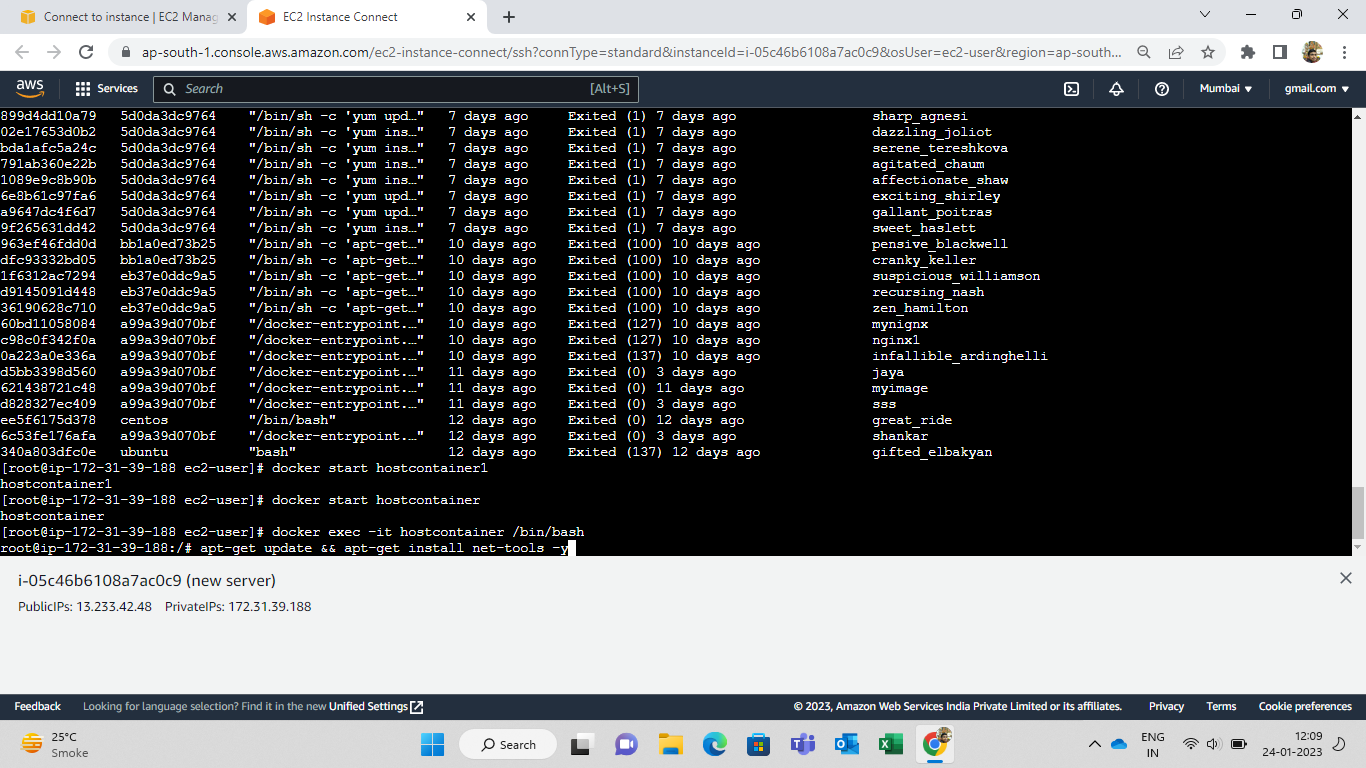 Connect to instance | EC2 Manag
EC2 Instance Connect
ap-south-1.console.aws.amazon.com/ec2-instance-connect/ssh?connType=standard&instanceId=i-05c46b6108a7ac0c9&osUser=ec2-user&region=ap-south...
aws Services Search [Alt+S] Mumbai gmail.com
899d4dd10a79 5d0da3dc9764 "/bin/sh -c 'yum upd…" 7 days ago Exited (1) 7 days ago sharp_agnesi
02e17653d0b2 5d0da3dc9764 "/bin/sh -c 'yum ins…" 7 days ago Exited (1) 7 days ago dazzling_joliot
bda1afc5a24c 5d0da3dc9764 "/bin/sh -c 'yum ins…" 7 days ago Exited (1) 7 days ago serene_tereshkova
791ab360e22b 5d0da3dc9764 "/bin/sh -c 'yum ins…" 7 days ago Exited (1) 7 days ago agitated_chaum
1089e9c8b90b 5d0da3dc9764 "/bin/sh -c 'yum ins…" 7 days ago Exited (1) 7 days ago affectionate_shaw
6e8b61c97fa6 5d0da3dc9764 "/bin/sh -c 'yum upd…" 7 days ago Exited (1) 7 days ago exciting_shirley
a9647dc4f6d7 5d0da3dc9764 "/bin/sh -c 'yum upd…" 7 days ago Exited (1) 7 days ago gallant_poitras
9f265631dd42 5d0da3dc9764 "/bin/sh -c 'yum ins…" 7 days ago Exited (1) 7 days ago sweet_haslett
963ef46fdd0d bb1a0ed73b25 "/bin/sh -c 'apt-get…" 10 days ago Exited (100) 10 days ago pensive_blackwell
dfc93332bd05 bb1a0ed73b25 "/bin/sh -c 'apt-get…" 10 days ago Exited (100) 10 days ago cranky_keller
1f6312ac7294 eb37e0ddc9a5 "/bin/sh -c 'apt-get…" 10 days ago Exited (100) 10 days ago suspicious_williamson
d9145091d448 eb37e0ddc9a5 "/bin/sh -c 'apt-get…" 10 days ago Exited (100) 10 days ago recursing_nash
36190628c710 eb37e0ddc9a5 "/bin/sh -c 'apt-get…" 10 days ago Exited (100) 10 days ago zen_hamilton
60bd11058084 a99a39d070bf "/docker-entrypoint.…" 10 days ago Exited (127) 10 days ago mynignx
c98c0f342f0a a99a39d070bf "/docker-entrypoint.…" 10 days ago Exited (127) 10 days ago nginx1
0a223a0e336a a99a39d070bf "/docker-entrypoint.…" 10 days ago Exited (137) 10 days ago infallible_ardinghelli
d5bb3398d560 a99a39d070bf "/docker-entrypoint.…" 11 days ago Exited (0) 3 days ago jaya
621438721c48 a99a39d070bf "/docker-entrypoint.…" 11 days ago Exited (0) 11 days ago myimage
d828327ec409 a99a39d070bf "/docker-entrypoint.…" 11 days ago Exited (0) 3 days ago sss
ee5f6175d378 centos "/bin/bash" 12 days ago Exited (0) 12 days ago great_ride
6c53fe176afa a99a39d070bf "/docker-entrypoint.…" 12 days ago Exited (0) 3 days ago shankar
340a803dfc0e ubuntu "bash" 12 days ago Exited (137) 12 days ago gifted_elbakyan
[root@ip-172-31-39-188 ec2-user]# docker start hostcontainer1
hostcontainer1
[root@ip-172-31-39-188 ec2-user]# docker start hostcontainer
hostcontainer
[root@ip-172-31-39-188 ec2-user]# docker exec -it hostcontainer /bin/bash
root@ip-172-31-39-188:/# apt-get update && apt-get install net-tools -y
i-05c46b6108a7ac0c9 (new server)
PublicIPs: 13.233.42.48 PrivateIPs: 172.31.39.188
Feedback Looking for language selection? Find it in the new Unified Settings © 2023, Amazon Web Services India Private Limited or its affiliates. Privacy Terms Cookie preferences
25°C
Smoke
Search
ENG
IN
12:09
24-01-2023